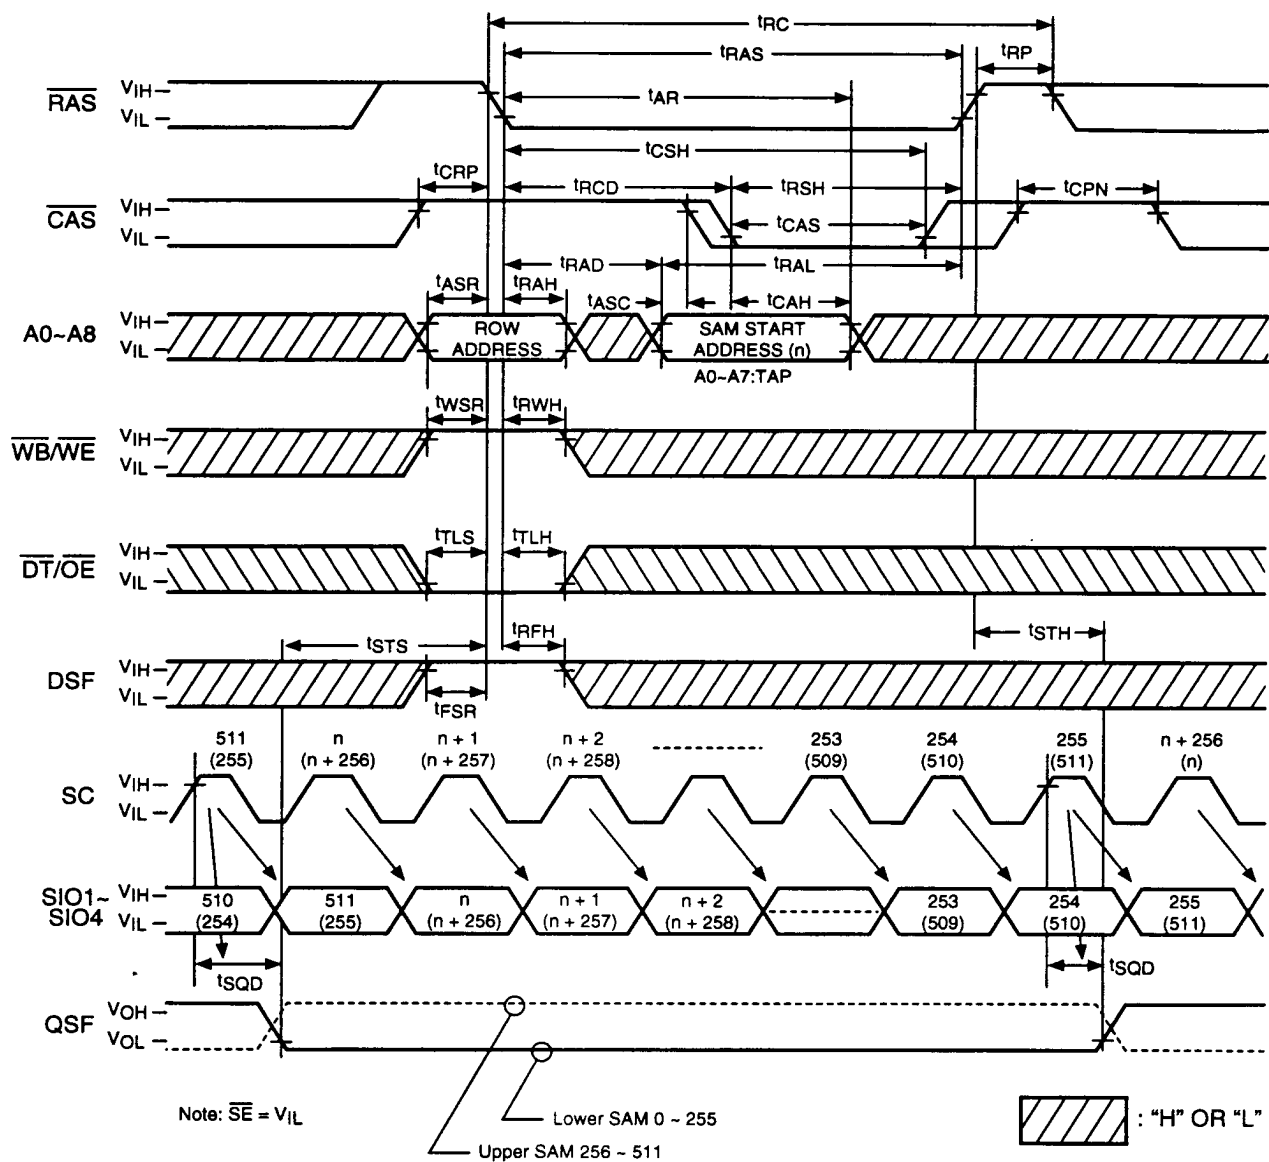 tRC
tRAS
tRP
RAS
VIH
VIL
tAR
tCSH
tCRP
tRCD
tRSH
tCPN
CAS
VIH
VIL
tCAS
tRAD
tRAL
tASR
tRAH
tASC
tCAH
A0~A8
VIH
VIL
ROW
ADDRESS
SAM START
ADDRESS (n)
A0~A7:TAP
tWSR
tRWH
WB/WE
VIH
VIL
tTLS
tTLH
DT/OE
VIH
VIL
tSTS
tRFH
tSTH
DSF
VIH
VIL
tFSR
511
(255)
n
(n + 256)
n + 1
(n + 257)
n + 2
(n + 258)
253
(509)
254
(510)
255
(511)
n + 256
(n)
SC
VIH
VIL
SIO1~
SIO4
VIH
VIL
510
(254)
511
(255)
n
(n + 256)
n + 1
(n + 257)
n + 2
(n + 258)
253
(509)
254
(510)
255
(511)
tSQD
tSQD
QSF
VOH
VOL
Note: SE = VIL
Lower SAM 0 ~ 255
Upper SAM 256 ~ 511
: "H" OR "L"